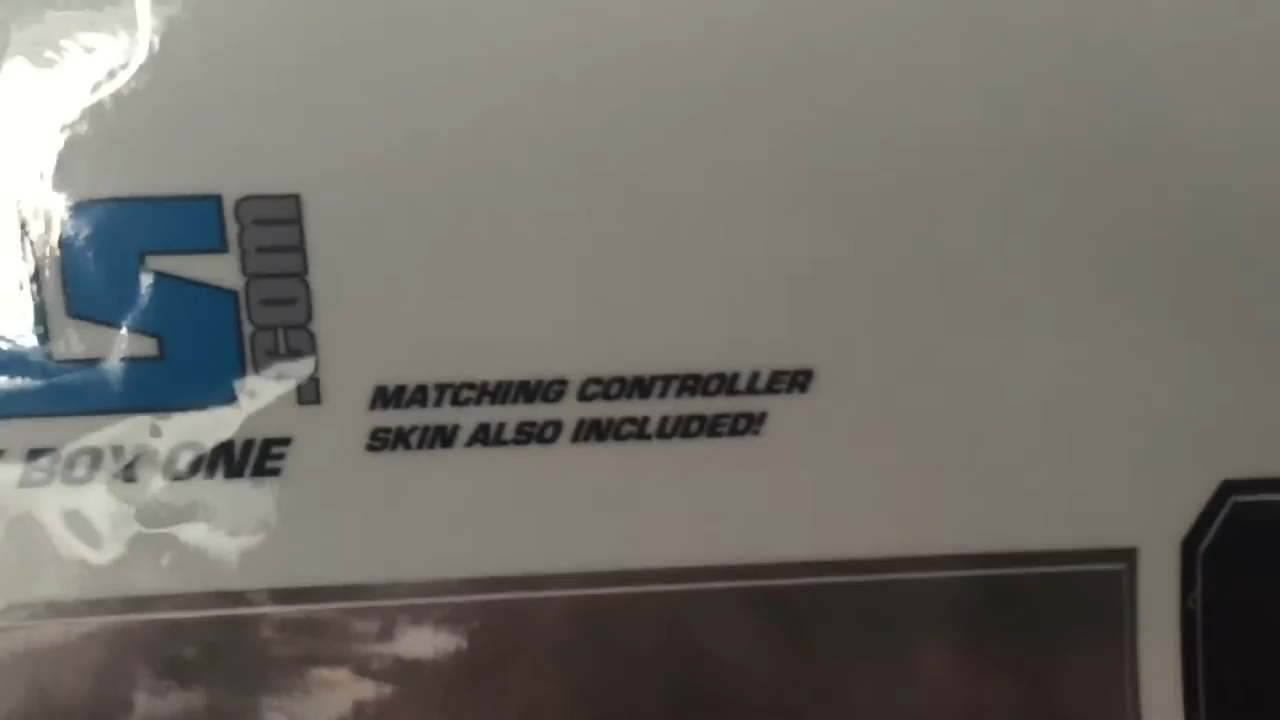 S.com
BOX ONE
MATCHING CONTROLLER
SKIN ALSO INCLUDED!